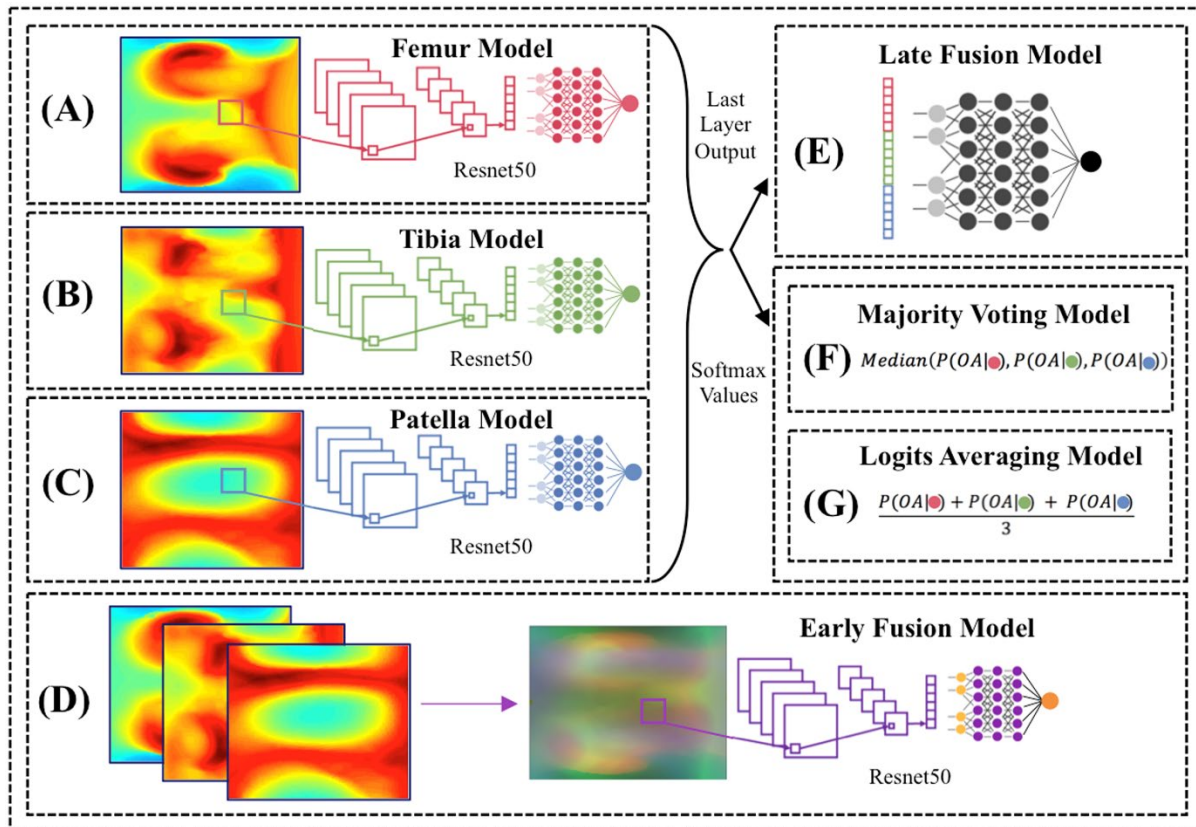 (A)
Femur Model
Resnet50
(B)
Tibia Model
Resnet50
(C)
Patella Model
Resnet50
Last
Layer
Output
Softmax
Values
Late Fusion Model
(E)
Majority Voting Model
(F) Median(P(OA|●), P(OA|●), P(OA|●))
Logits Averaging Model
(G) P(OA|●) + P(OA|●) + P(OA|●)
3
(D)
Early Fusion Model
Resnet50